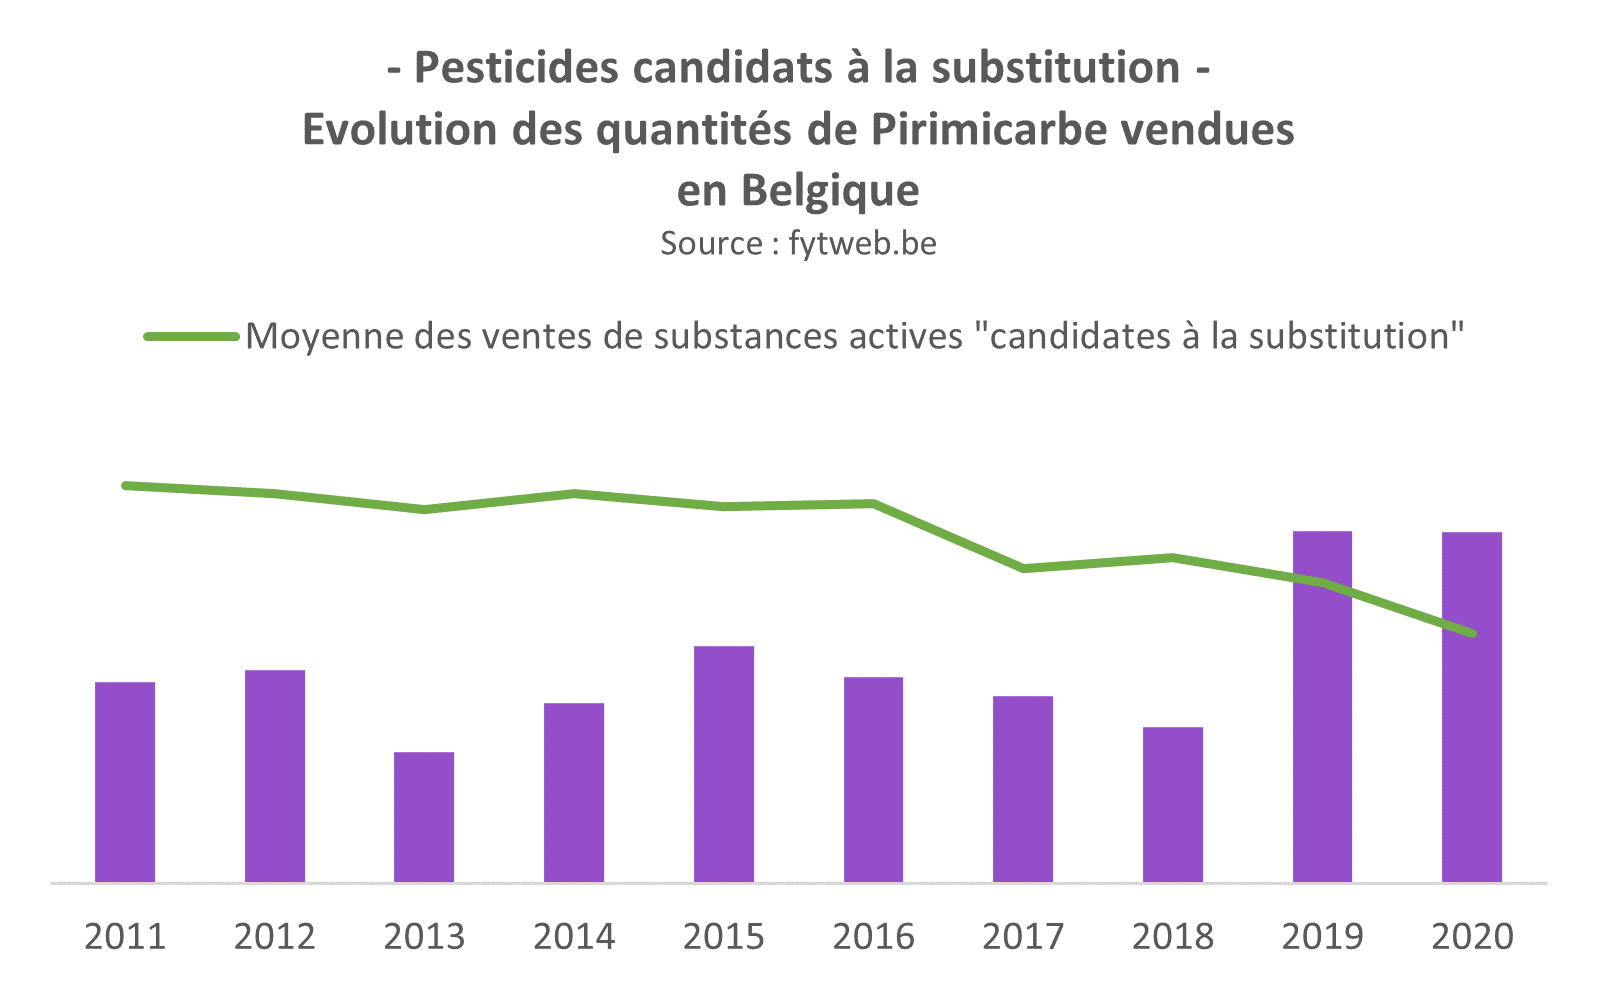 - Pesticides candidats à la substitution -
Evolution des quantités de Pirimicarbe vendues
en Belgique
Source : fytweb.be
Moyenne des ventes de substances actives "candidates à la substitution"
2011 2012 2013 2014 2015 2016 2017 2018 2019 2020